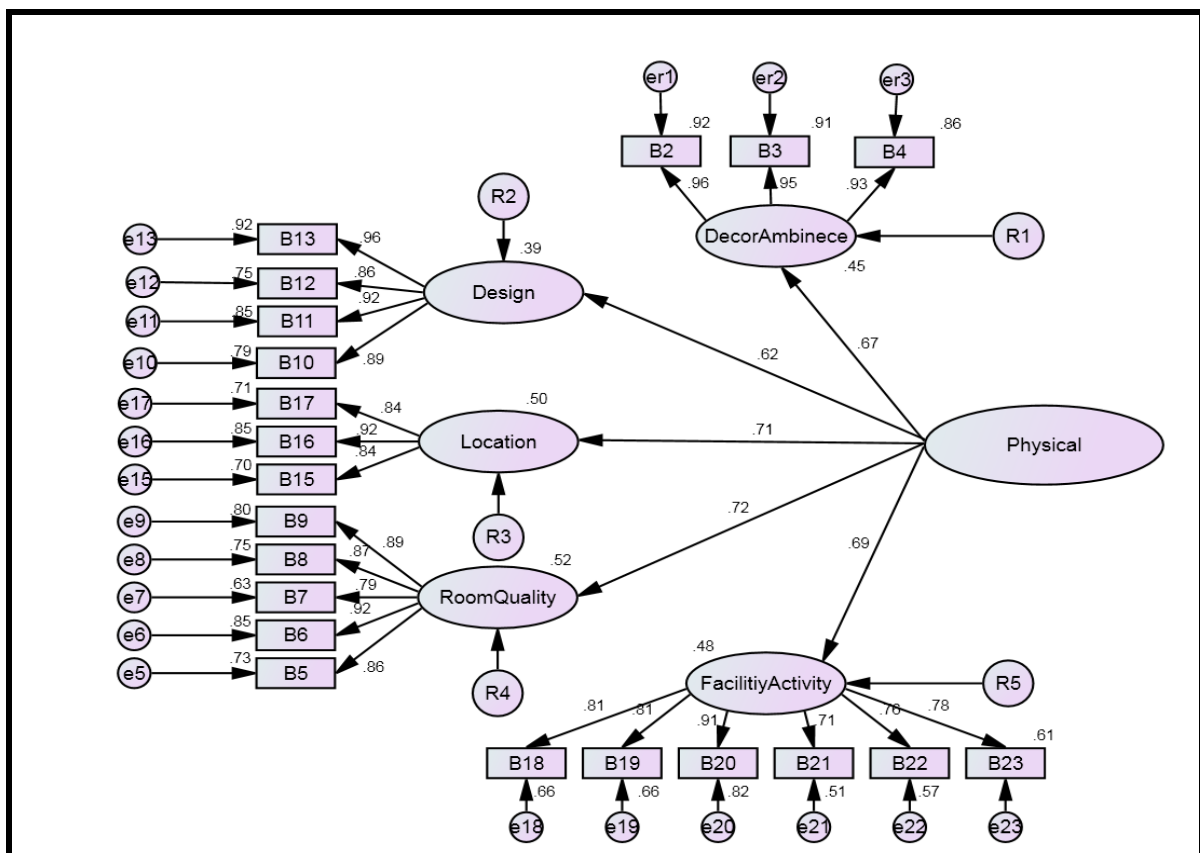 er1
er2
er3
.92
.91
.86
B2
B3
B4
.96
.95
.93
DecorAmbinece
R1
.45
R2
.39
e13
.92
B13
.96
e12
.75
B12
.86
Design
e11
.85
B11
.92
e10
.79
B10
.89
.62
.67
e17
.71
B17
.84
.50
e16
.85
B16
.92
Location
.71
Physical
e15
.70
B15
.84
R3
e9
.80
B9
.89
.72
.69
e8
.75
B8
.87
.52
e7
.63
B7
.79
RoomQuality
e6
.85
B6
.92
e5
.73
B5
.86
R4
.48
FacilitiyActivity
R5
.81
.81
.91
.71
.76
.78
.61
B18
B19
B20
B21
B22
B23
.66
.66
.82
.51
.57
e18
e19
e20
e21
e22
e23